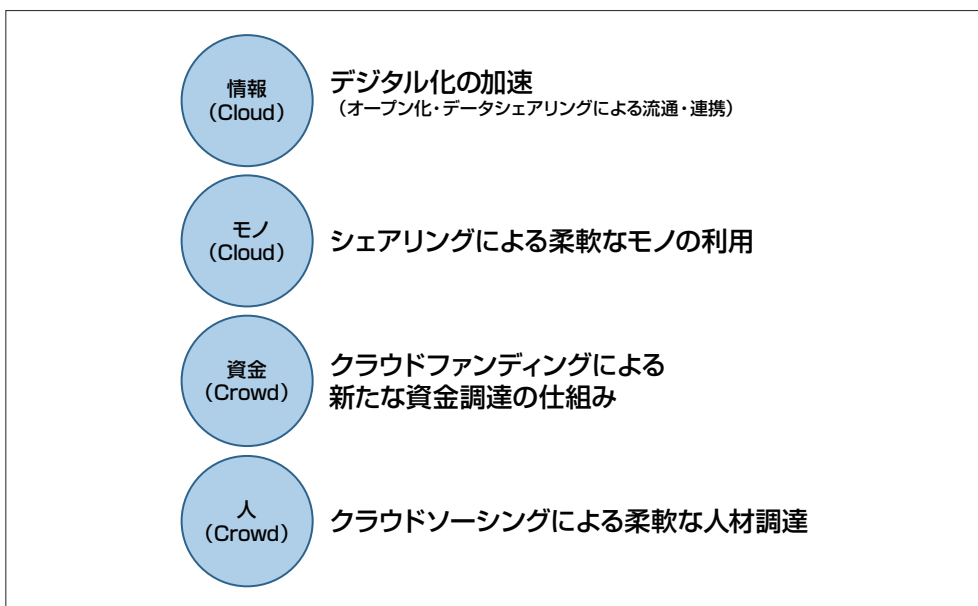 情報
（Cloud）
デジタル化の加速
（オープン化・データシェアリングによる流通・連携）
モノ
（Cloud）
シェアリングによる柔軟なモノの利用
資金
（Crowd）
クラウドファンディングによる
新たな資金調達の仕組み
人
（Crowd）
クラウドソーシングによる柔軟な人材調達